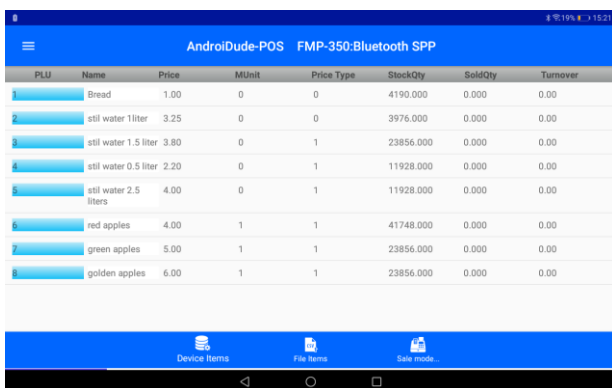 19% 15:21
AndroiDude-POS FMP-350:Bluetooth SPP
PLU Name Price MUnit Price Type StockQty SoldQty Turnover
1 Bread 1.00 0 0 4190.000 0.000 0.00
2 stil water 1liter 3.25 0 0 3976.000 0.000 0.00
3 stil water 1.5 liter 3.80 0 1 23856.000 0.000 0.00
4 stil water 0.5 liter 2.20 0 1 11928.000 0.000 0.00
5 stil water 2.5 4.00 0 1 11928.000 0.000 0.00
liters
6 red apples 4.00 1 1 41748.000 0.000 0.00
7 green apples 5.00 1 1 23856.000 0.000 0.00
8 golden apples 6.00 1 1 23856.000 0.000 0.00
Device Items File Items Sale mode...